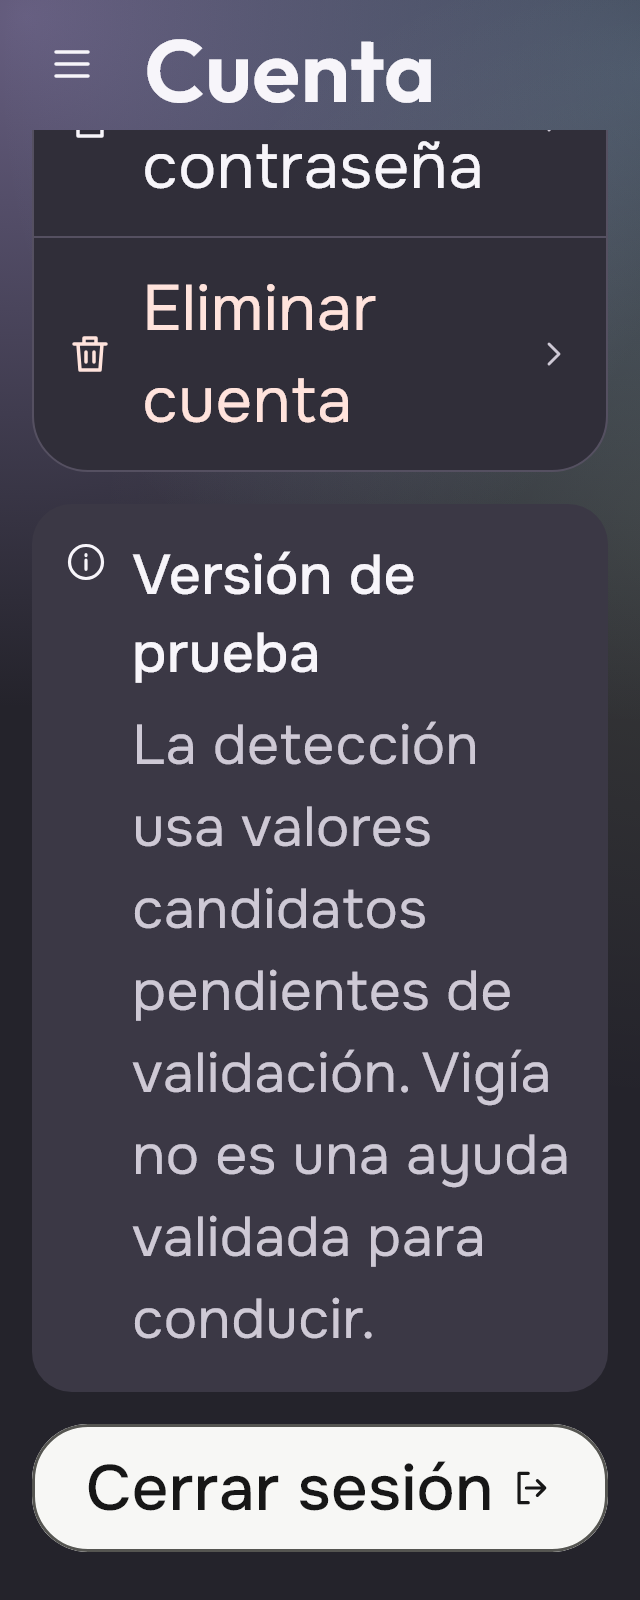 Cuenta
contraseña
Eliminar
cuenta
Versión de
prueba
La detección
usa valores
candidatos
pendientes de
validación. Vigía
no es una ayuda
validada para
conducir.
Cerrar sesión